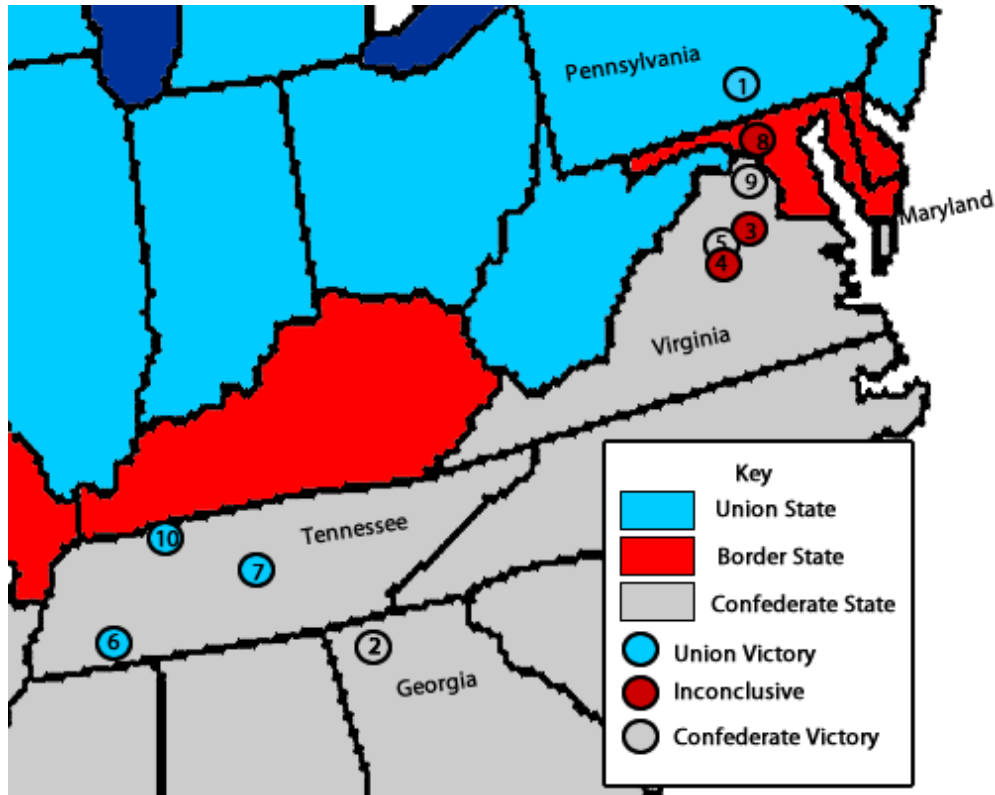 Pennsylvania
1
8
9
Maryland
3
5
4
Virginia
Key
Union State
Border State
Confederate State
Union Victory
Inconclusive
Confederate Victory
Tennessee
10
7
6
2
Georgia